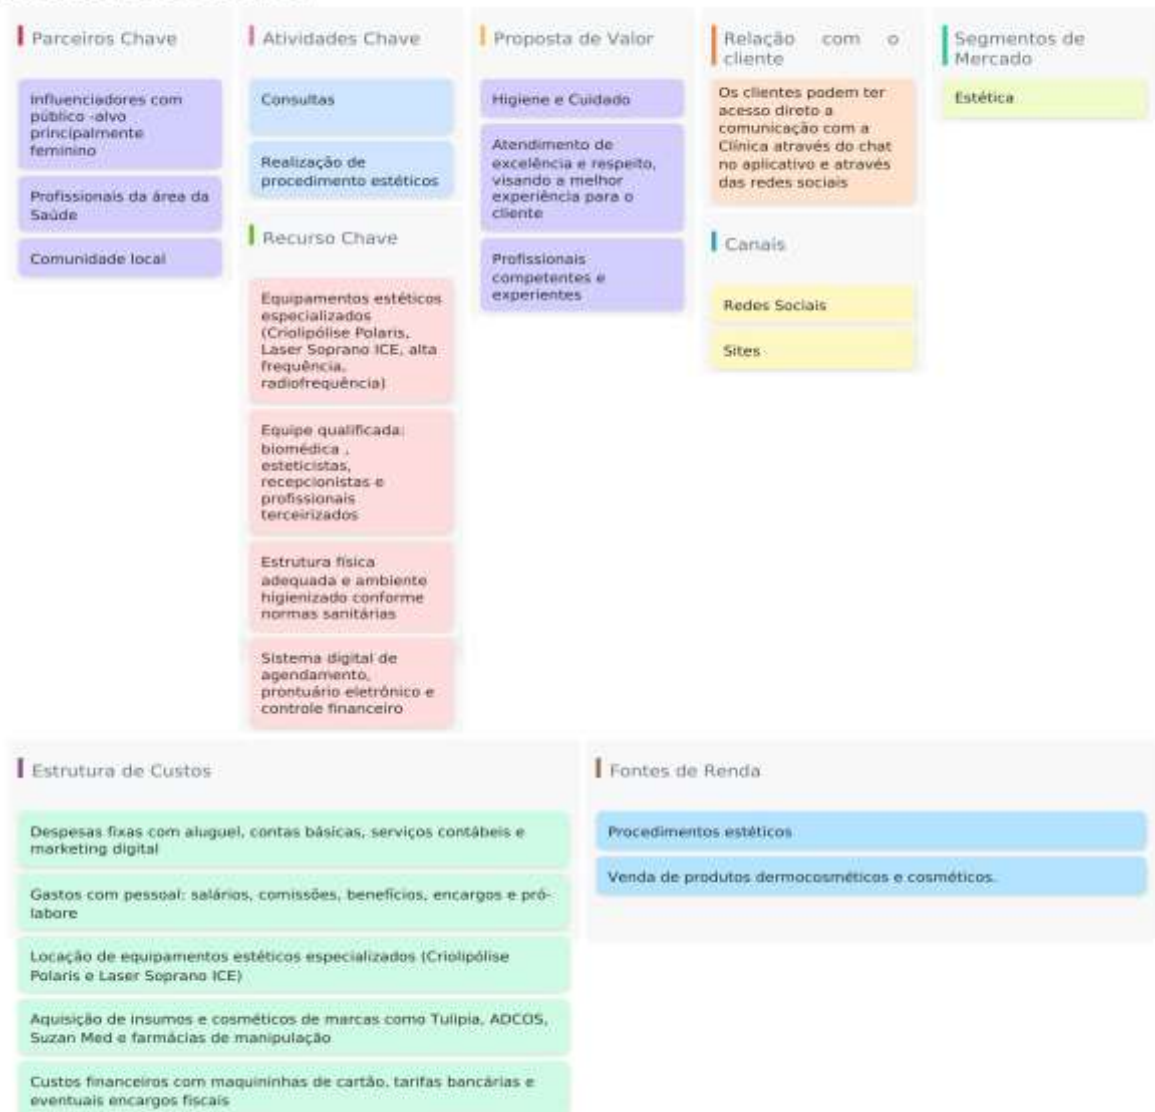 Parceiros Chave
Influenciadores com
público -alvo
principalmente
feminino
Profissionais da área da
Saúde
Comunidade local
Atividades Chave
Consultas
Realização de
procedimento estéticos
Recurso Chave
Equipamentos estéticos
especializados
(Criolipólise Polaris,
Laser Soprano ICE, alta
frequência,
radiofrequência)
Equipe qualificada:
biomédica ,
esteticistas,
recepcionistas e
profissionais
terceirizados
Estrutura física
adequada e ambiente
higienizado conforme
normas sanitárias
Sistema digital de
agendamento,
prontuário eletrônico e
controle financeiro
Proposta de Valor
Higiene e Cuidado
Atendimento de
excelência e respeito,
visando a melhor
experiência para o
cliente
Profissionais
competentes e
experientes
Relação com o
cliente
Os clientes podem ter
acesso direto a
comunicação com a
Clínica através do chat
no aplicativo e através
das redes sociais
Canais
Redes Sociais
Sites
Segmentos de
Mercado
Estética
Estrutura de Custos
Despesas fixas com aluguel, contas básicas, serviços contábeis e
marketing digital
Gastos com pessoal: salários, comissões, benefícios, encargos e pró-
labore
Locação de equipamentos estéticos especializados (Criolipólise
Polaris e Laser Soprano ICE)
Aquisição de insumos e cosméticos de marcas como Tulipia, ADCOS,
Suzan Med e farmácias de manipulação
Custos financeiros com maquininhas de cartão, tarifas bancárias e
eventuais encargos fiscais
Fontes de Renda
Procedimentos estéticos
Venda de produtos dermocosméticos e cosméticos.